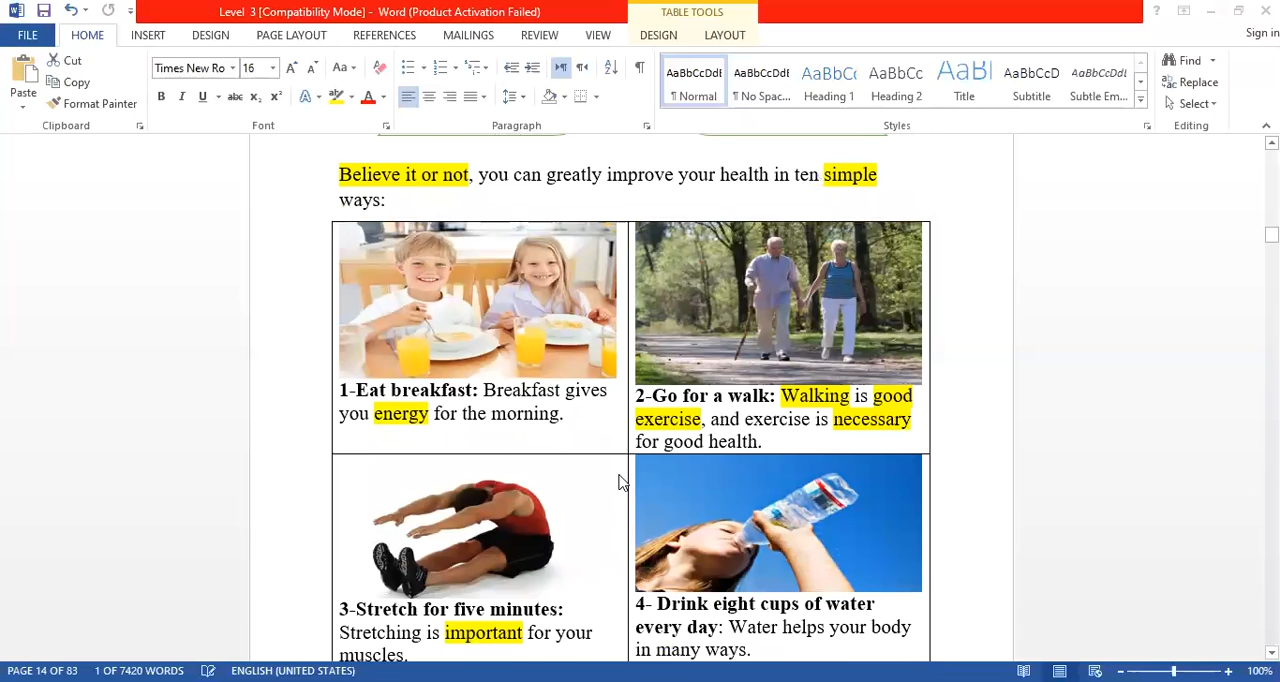 Level  3 [Compatibility Mode] -  Word (Product Activation Failed)
TABLE TOOLS
?
FILE
HOME
INSERT
DESIGN
PAGE LAYOUT
REFERENCES
MAILINGS
REVIEW
VIEW
DESIGN
LAYOUT
Sign in
Paste
Cut
Copy
Format Painter
Clipboard
Times New Ro
16
Font
Paragraph
AaBbCcDdE
¶ Normal
AaBbCcDdE
¶ No Spac...
AaBbCc
Heading 1
AaBbCc
Heading 2
AaBl
Title
AaBbCcD
Subtitle
AaBbCcDd
Subtle Em...
Styles
Find
Replace
Select
Editing
Believe it or not, you can greatly improve your health in ten simple
ways:
1-Eat breakfast: Breakfast gives
you energy for the morning.
2-Go for a walk: Walking is good
exercise, and exercise is necessary
for good health.
3-Stretch for five minutes:
Stretching is important for your
muscles.
4- Drink eight cups of water
every day: Water helps your body
in many ways.
PAGE 14 OF 83
1 OF 7420 WORDS
ENGLISH (UNITED STATES)
100%